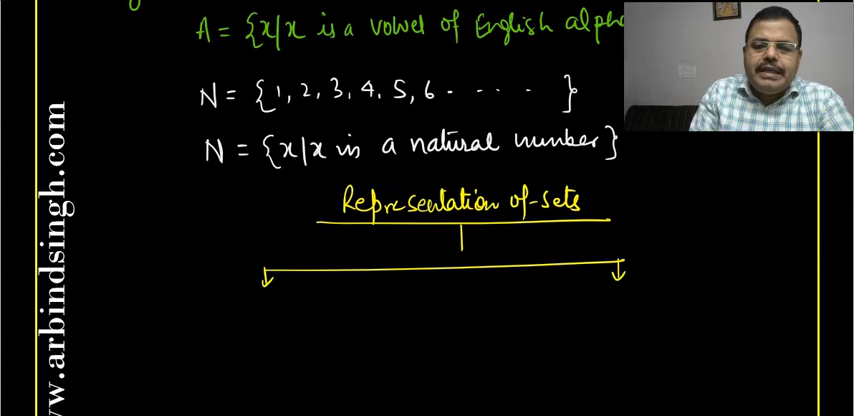 A = {x/x is a vowel of English alpha
N = {1, 2, 3, 4, 5, 6 - - - - }
N = {x/x is a natural number}
Representation of sets
w.arbindsingh.com